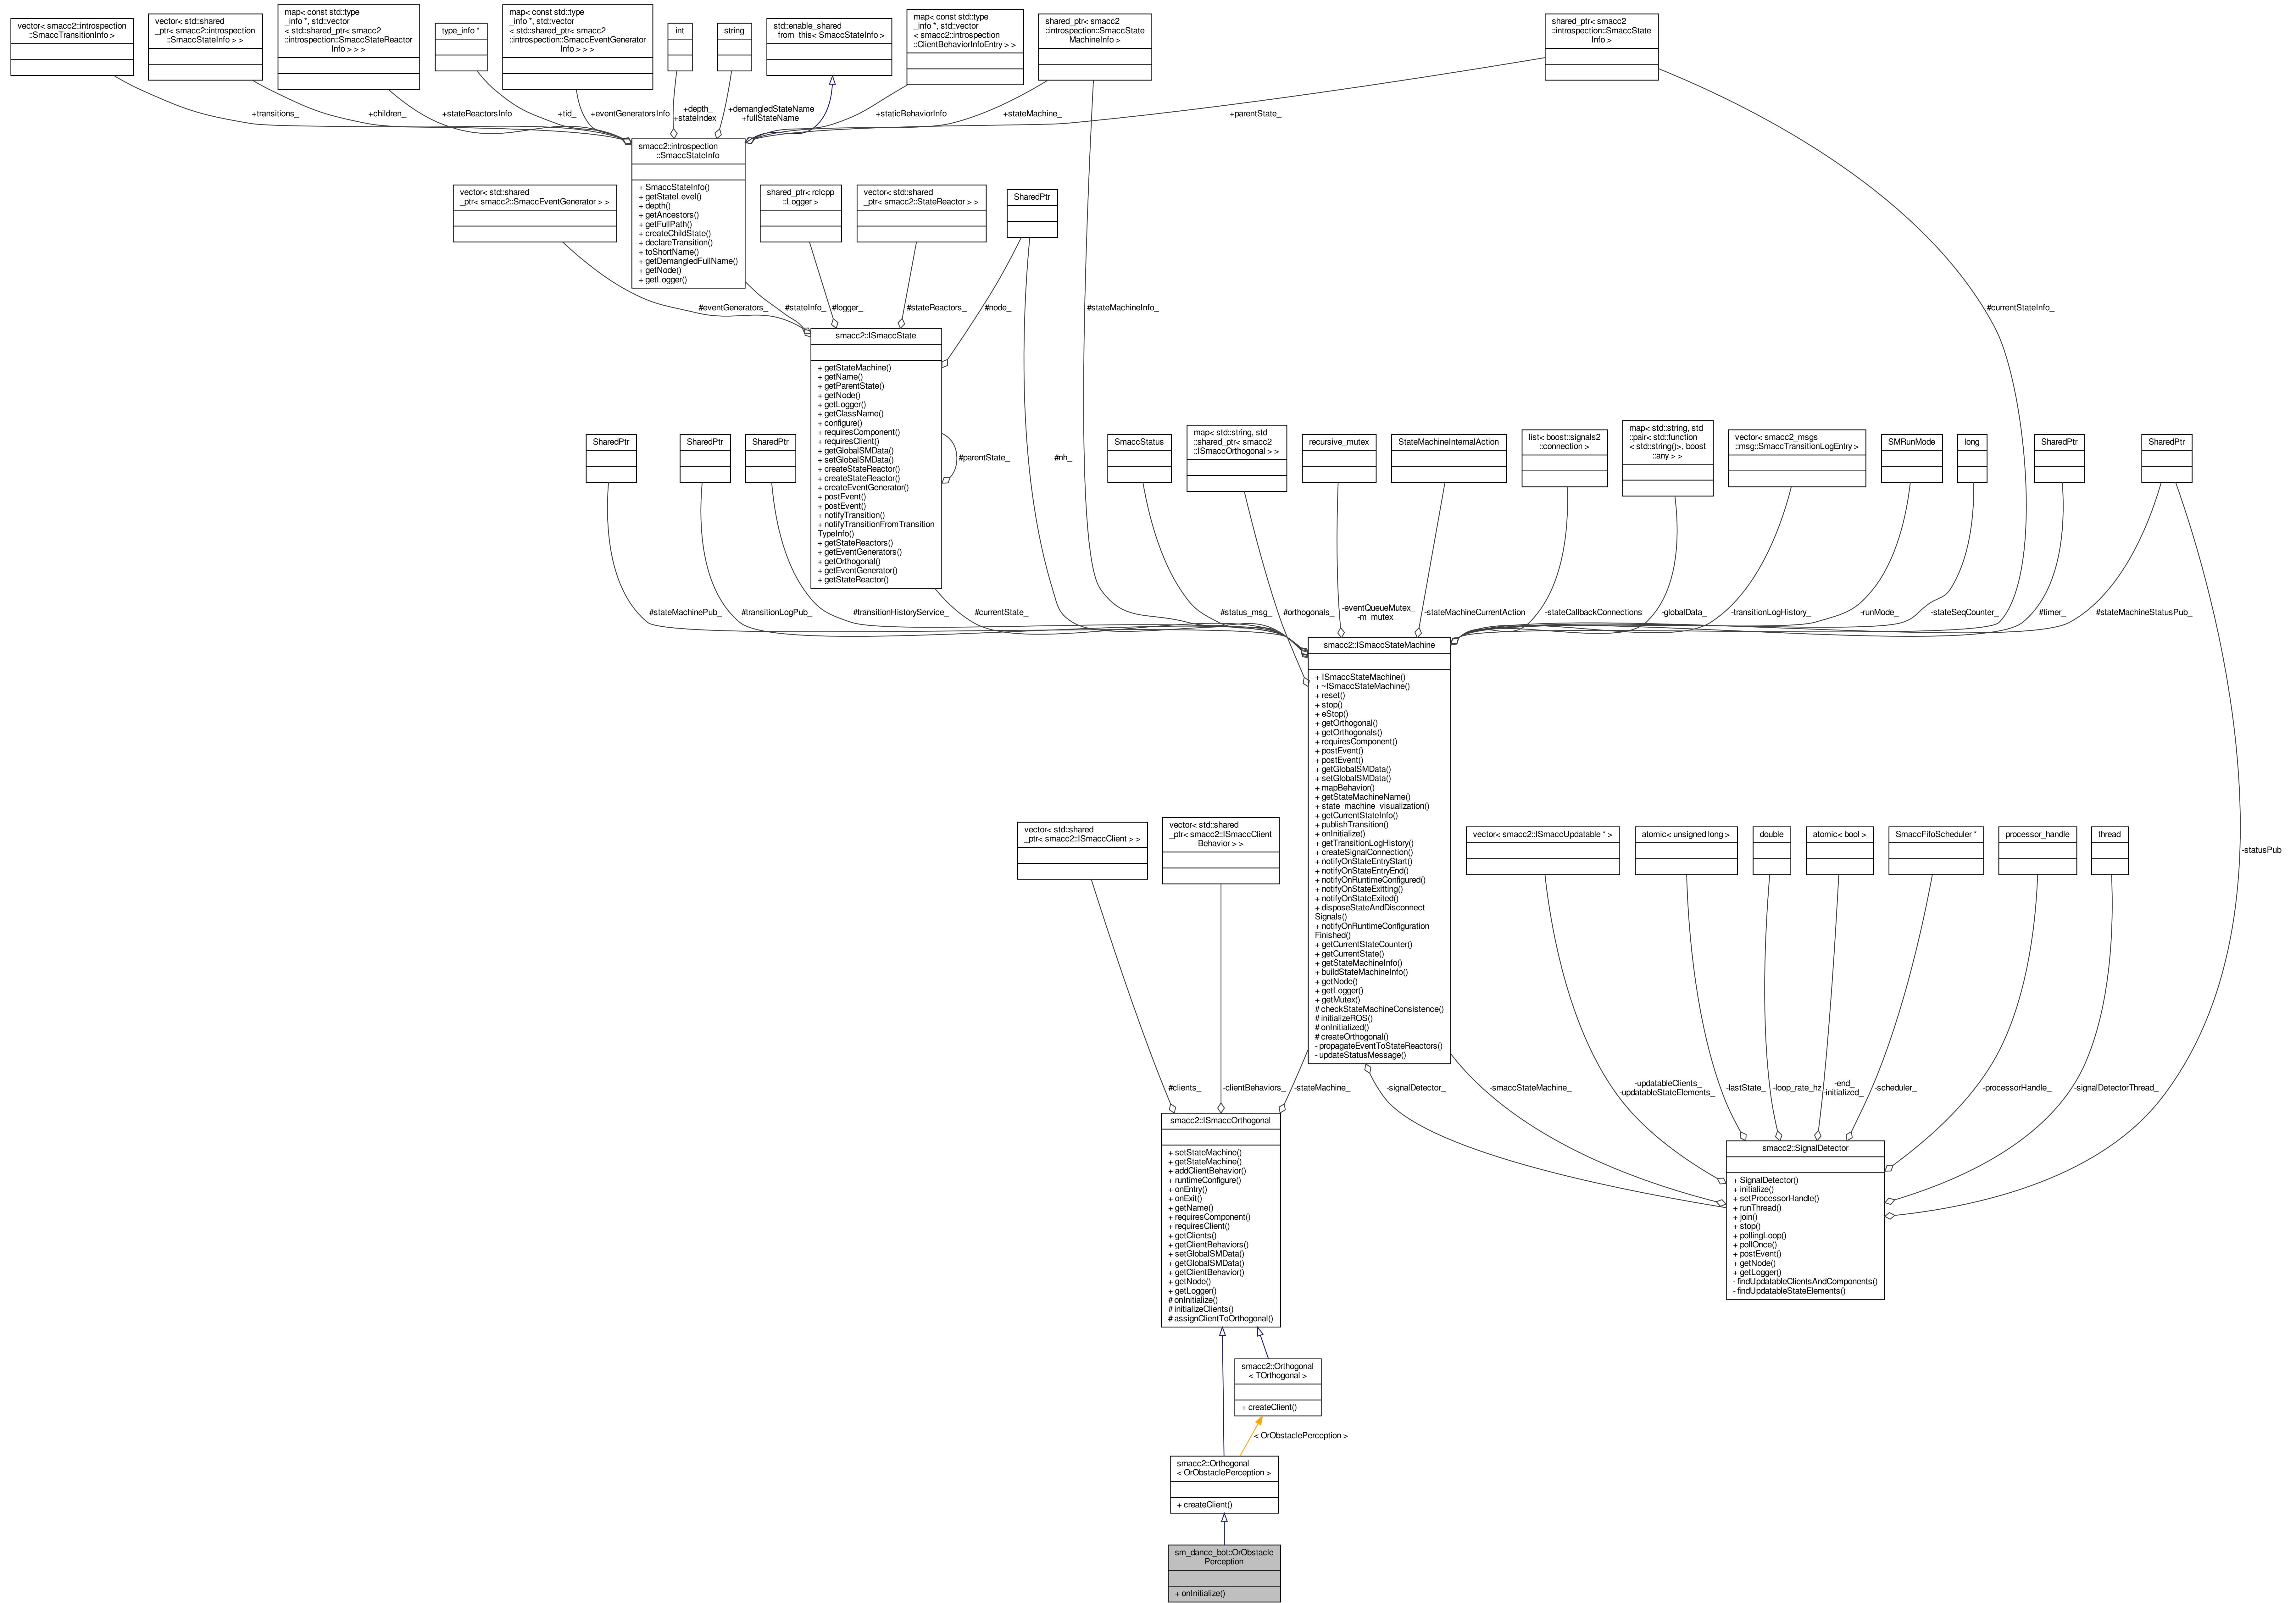 vector< smacc2::introspection
::SmaccTransitionInfo >
vector< std::shared
_ptr< smacc2::introspection
::SmaccStateInfo > >
map< const std::type
_info *, std::vector
< std::shared_ptr< smacc2
::introspection::SmaccStateReactor
Info > > >
type_info *
map< const std::type
_info *, std::vector
< std::shared_ptr< smacc2
::introspection::SmaccEventGenerator
Info > > >
int
string
std::enable_shared
_from_this< SmaccStateInfo >
map< const std::type
_info *, std::vector
< smacc2::introspection
::ClientBehaviorInfoEntry > >
shared_ptr< smacc2
::introspection::SmaccState
MachineInfo >
shared_ptr< smacc2
::introspection::SmaccState
Info >
+transitions_
+children_
+stateReactorsInfo
+tid_
+eventGeneratorsInfo
+depth_
+stateIndex_
+demangledStateName
+fullStateName
+staticBehaviorInfo
+stateMachine_
+parentState_
smacc2::introspection
::SmaccStateInfo
+ SmaccStateInfo()
+ getStateLevel()
+ depth()
+ getAncestors()
+ getFullPath()
+ createChildState()
+ declareTransition()
+ toShortName()
+ getDemangledFullName()
+ getNode()
+ getLogger()
vector< std::shared
_ptr< smacc2::SmaccEventGenerator > >
shared_ptr< rclcpp
::Logger >
vector< std::shared
_ptr< smacc2::StateReactor > >
SharedPtr
#eventGenerators_
#stateInfo_
#logger_
#stateReactors_
#node_
#stateMachineInfo_
#currentStateInfo_
smacc2::ISmaccState
+ getStateMachine()
+ getName()
+ getParentState()
+ getNode()
+ getLogger()
+ getClassName()
+ configure()
+ requiresComponent()
+ requiresClient()
+ getGlobalSMData()
+ setGlobalSMData()
+ createStateReactor()
+ createStateReactor()
+ createEventGenerator()
+ postEvent()
+ postEvent()
+ notifyTransition()
+ notifyTransitionFromTransition
TypeInfo()
+ getStateReactors()
+ getEventGenerators()
+ getOrthogonal()
+ getEventGenerator()
+ getStateReactor()
#parentState_
#nh_
SharedPtr
SharedPtr
SharedPtr
SmaccStatus
map< std::string, std
::shared_ptr< smacc2
::ISmaccOrthogonal > >
recursive_mutex
StateMachineInternalAction
list< boost::signals2
::connection >
map< std::string, std
::pair< std::function
< std::string()>, boost
::any > >
vector< smacc2_msgs
::msg::SmaccTransitionLogEntry >
SMRunMode
long
SharedPtr
SharedPtr
#stateMachinePub_
#transitionLogPub_
#transitionHistoryService_
#currentState_
#status_msg_
#orthogonals_
-eventQueueMutex_
-m_mutex_
-stateMachineCurrentAction
-stateCallbackConnections
-globalData_
-transitionLogHistory_
-runMode_
-stateSeqCounter_
#timer_
#stateMachineStatusPub_
smacc2::ISmaccStateMachine
+ ISmaccStateMachine()
+ ~ISmaccStateMachine()
+ reset()
+ stop()
+ eStop()
+ getOrthogonal()
+ getOrthogonals()
+ requiresComponent()
+ postEvent()
+ postEvent()
+ getGlobalSMData()
+ setGlobalSMData()
+ mapBehavior()
+ getStateMachineName()
+ state_machine_visualization()
+ getCurrentStateInfo()
+ publishTransition()
+ onInitialize()
+ getTransitionLogHistory()
+ createSignalConnection()
+ notifyOnStateEntryStart()
+ notifyOnStateEntryEnd()
+ notifyOnRuntimeConfigured()
+ notifyOnStateExitting()
+ notifyOnStateExited()
+ disposeStateAndDisconnect
Signals()
+ notifyOnRuntimeConfiguration
Finished()
+ getCurrentStateCounter()
+ getCurrentState()
+ getStateMachineInfo()
+ buildStateMachineInfo()
+ getNode()
+ getLogger()
+ getMutex()
# checkStateMachineConsistence()
# initializeROS()
# onInitialized()
# createOrthogonal()
- propagateEventToStateReactors()
- updateStatusMessage()
vector< std::shared
_ptr< smacc2::ISmaccClient > >
vector< std::shared
_ptr< smacc2::ISmaccClient
Behavior > >
vector< smacc2::ISmaccUpdatable * >
atomic< unsigned long >
double
atomic< bool >
SmaccFifoScheduler *
processor_handle
thread
-statusPub_
#clients_
-clientBehaviors_
-stateMachine_
-signalDetector_
-smaccStateMachine_
-updatableClients_
-updatableStateElements_
-lastState_
-loop_rate_hz
-end_
-initialized_
-scheduler_
-processorHandle_
-signalDetectorThread_
smacc2::ISmaccOrthogonal
+ setStateMachine()
+ getStateMachine()
+ addClientBehavior()
+ runtimeConfigure()
+ onEntry()
+ onExit()
+ getName()
+ requiresComponent()
+ requiresClient()
+ getClients()
+ getClientBehaviors()
+ setGlobalSMData()
+ getGlobalSMData()
+ getClientBehavior()
+ getNode()
+ getLogger()
# onInitialize()
# initializeClients()
# assignClientToOrthogonal()
smacc2::SignalDetector
+ SignalDetector()
+ initialize()
+ setProcessorHandle()
+ runThread()
+ join()
+ stop()
+ pollingLoop()
+ pollOnce()
+ postEvent()
+ getNode()
+ getLogger()
- findUpdatableClientsAndComponents()
- findUpdatableStateElements()
smacc2::Orthogonal
< TOrthogonal >
+ createClient()
< OrObstaclePerception >
smacc2::Orthogonal
< OrObstaclePerception >
+ createClient()
sm_dance_bot::OrObstacle
Perception
+ onInitialize()